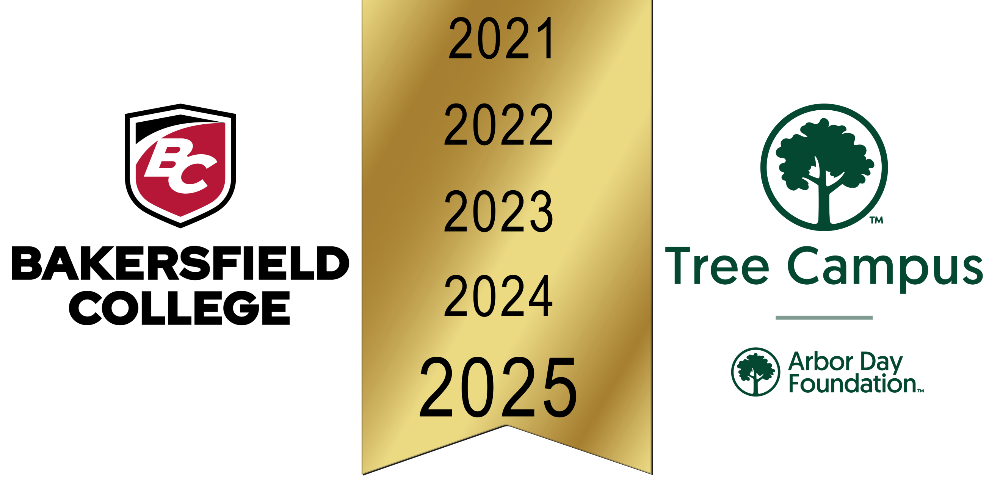 BC
BAKERSFIELD
COLLEGE
2021
2022
2023
2024
2025
TM
Tree Campus
Arbor Day
Foundation TM